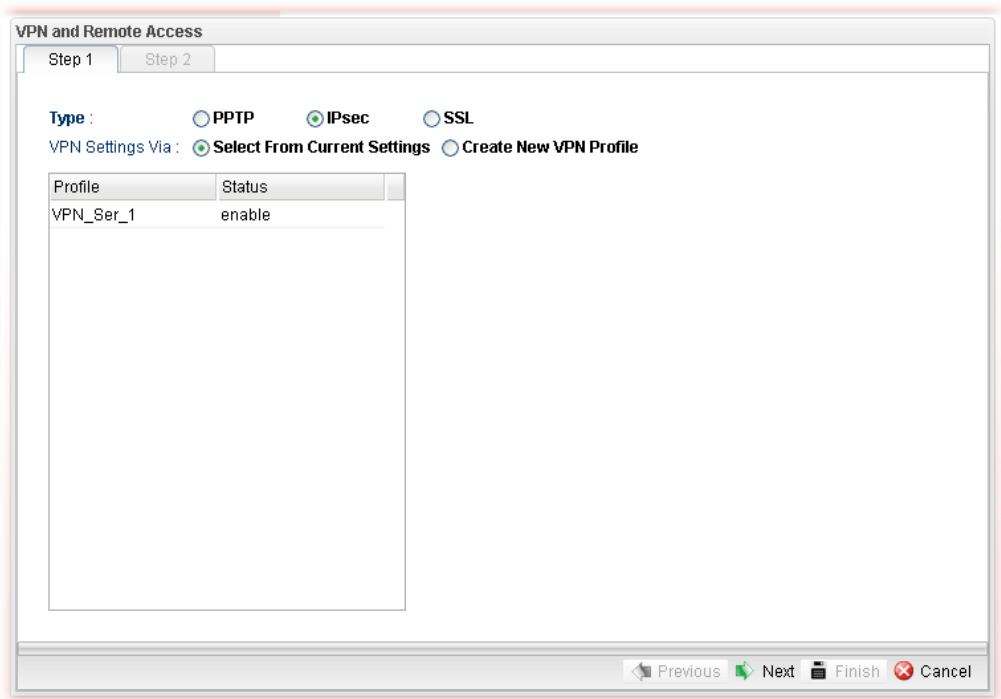 VPN and Remote Access
Step 1 Step 2
Type : PPTP IPsec SSL
VPN Settings Via : Select From Current Settings Create New VPN Profile
Profile Status
VPN_Ser_1 enable
Previous Next Finish Cancel